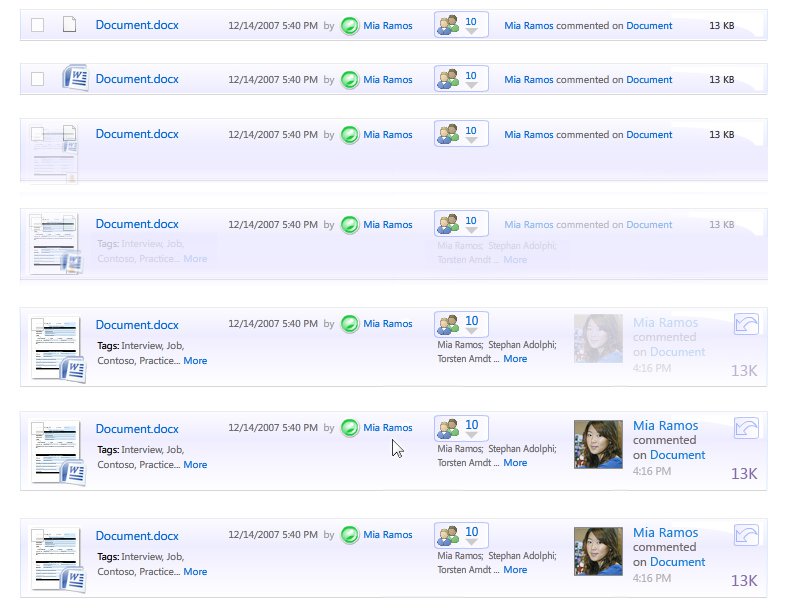 Document.docx 12/14/2007 5:40 PM by Mia Ramos 10 Mia Ramos commented on Document 13 KB
Document.docx 12/14/2007 5:40 PM by Mia Ramos 10 Mia Ramos commented on Document 13 KB
Document.docx 12/14/2007 5:40 PM by Mia Ramos 10 Mia Ramos commented on Document 13 KB
Document.docx 12/14/2007 5:40 PM by Mia Ramos 10 Mia Ramos commented on Document 13 KB
Tags: Interview, Job,
Contoso, Practice... More
Mia Ramos; Stephan Adolphi;
Torsten Arndt ... More
Document.docx 12/14/2007 5:40 PM by Mia Ramos 10
Tags: Interview, Job,
Contoso, Practice... More
Mia Ramos; Stephan Adolphi;
Torsten Arndt ... More
Mia Ramos
commented
on Document
4:16 PM
13K
Document.docx 12/14/2007 5:40 PM by Mia Ramos 10
Tags: Interview, Job,
Contoso, Practice... More
Mia Ramos; Stephan Adolphi;
Torsten Arndt ... More
Mia Ramos
commented
on Document
4:16 PM
13K
Document.docx 12/14/2007 5:40 PM by Mia Ramos 10
Tags: Interview, Job,
Contoso, Practice... More
Mia Ramos; Stephan Adolphi;
Torsten Arndt ... More
Mia Ramos
commented
on Document
4:16 PM
13K